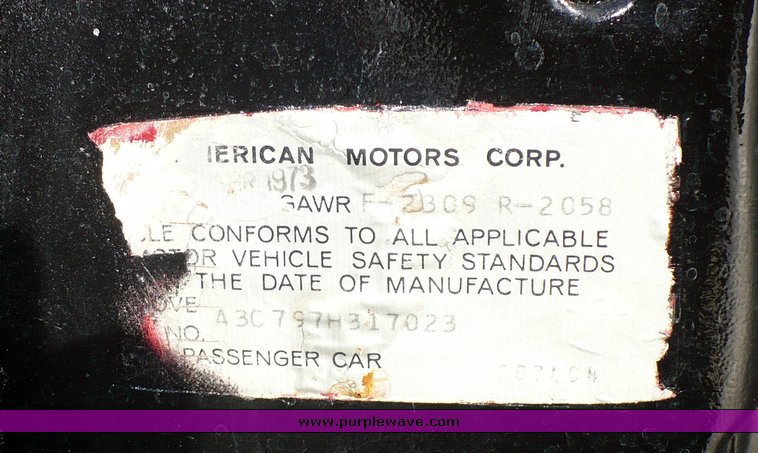 IERICAN MOTORS CORP.
1973
GAWR F-2309 R-2058
LE CONFORMS TO ALL APPLICABLE
VEHICLE SAFETY STANDARDS
THE DATE OF MANUFACTURE
OVE
A3C797H317023
NO.
PASSENGER CAR
www.purplewave.com